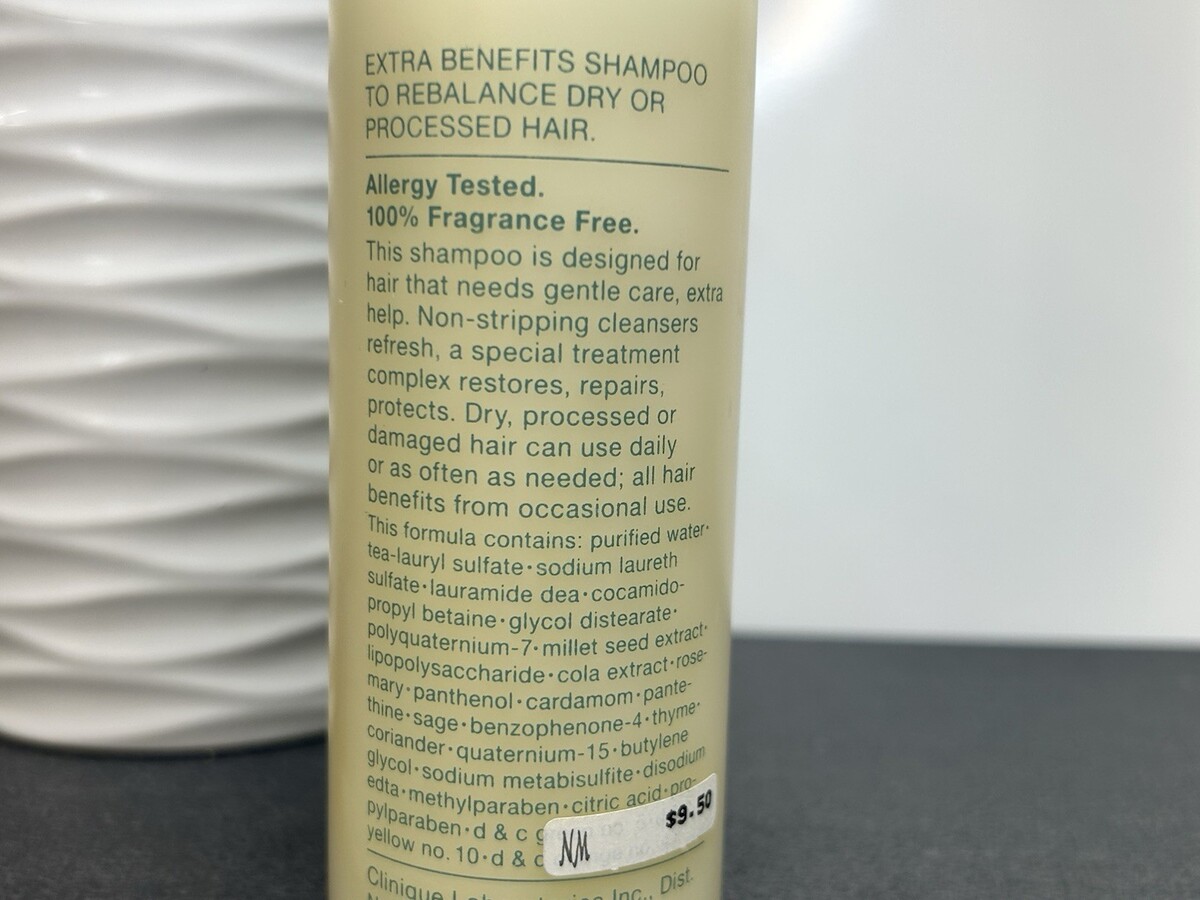 EXTRA BENEFITS SHAMPOO
TO REBALANCE DRY OR
PROCESSED HAIR.
Allergy Tested.
100% Fragrance Free.
This shampoo is designed for
hair that needs gentle care, extra
help. Non-stripping cleansers
refresh, a special treatment
complex restores, repairs,
protects. Dry, processed or
damaged hair can use daily
or as often as needed; all hair
benefits from occasional use.
This formula contains: purified water•
tea-lauryl sulfate•sodium laureth
sulfate•lauramide dea•cocamido-
propyl betaine•glycol distearate•
polyquaternium-7•millet seed extract•
lipopolysaccharide•cola extract•rose-
mary•panthenol•cardamom•pante-
thine•sage•benzophenone-4•thyme•
coriander•quaternium-15•butylene
glycol•sodium metabisulfite•disodium
edta•methylparaben•citric acid•pro-
pylparaben•d & c
yellow no. 10•d & c
NM $9.50
Clinique Inc., Dist.